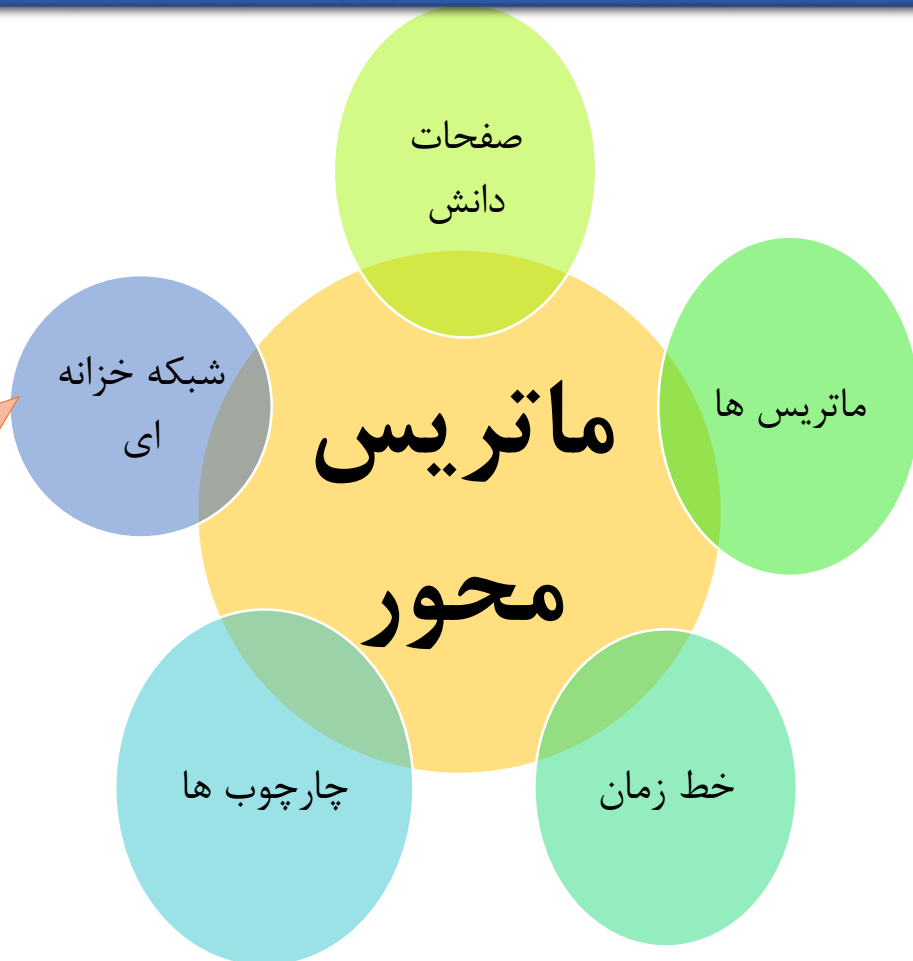 صفحات
دانش
ماتریس ها
شبکه خزانه
ای
ماتریس
محور
خط زمان
چارچوب ها